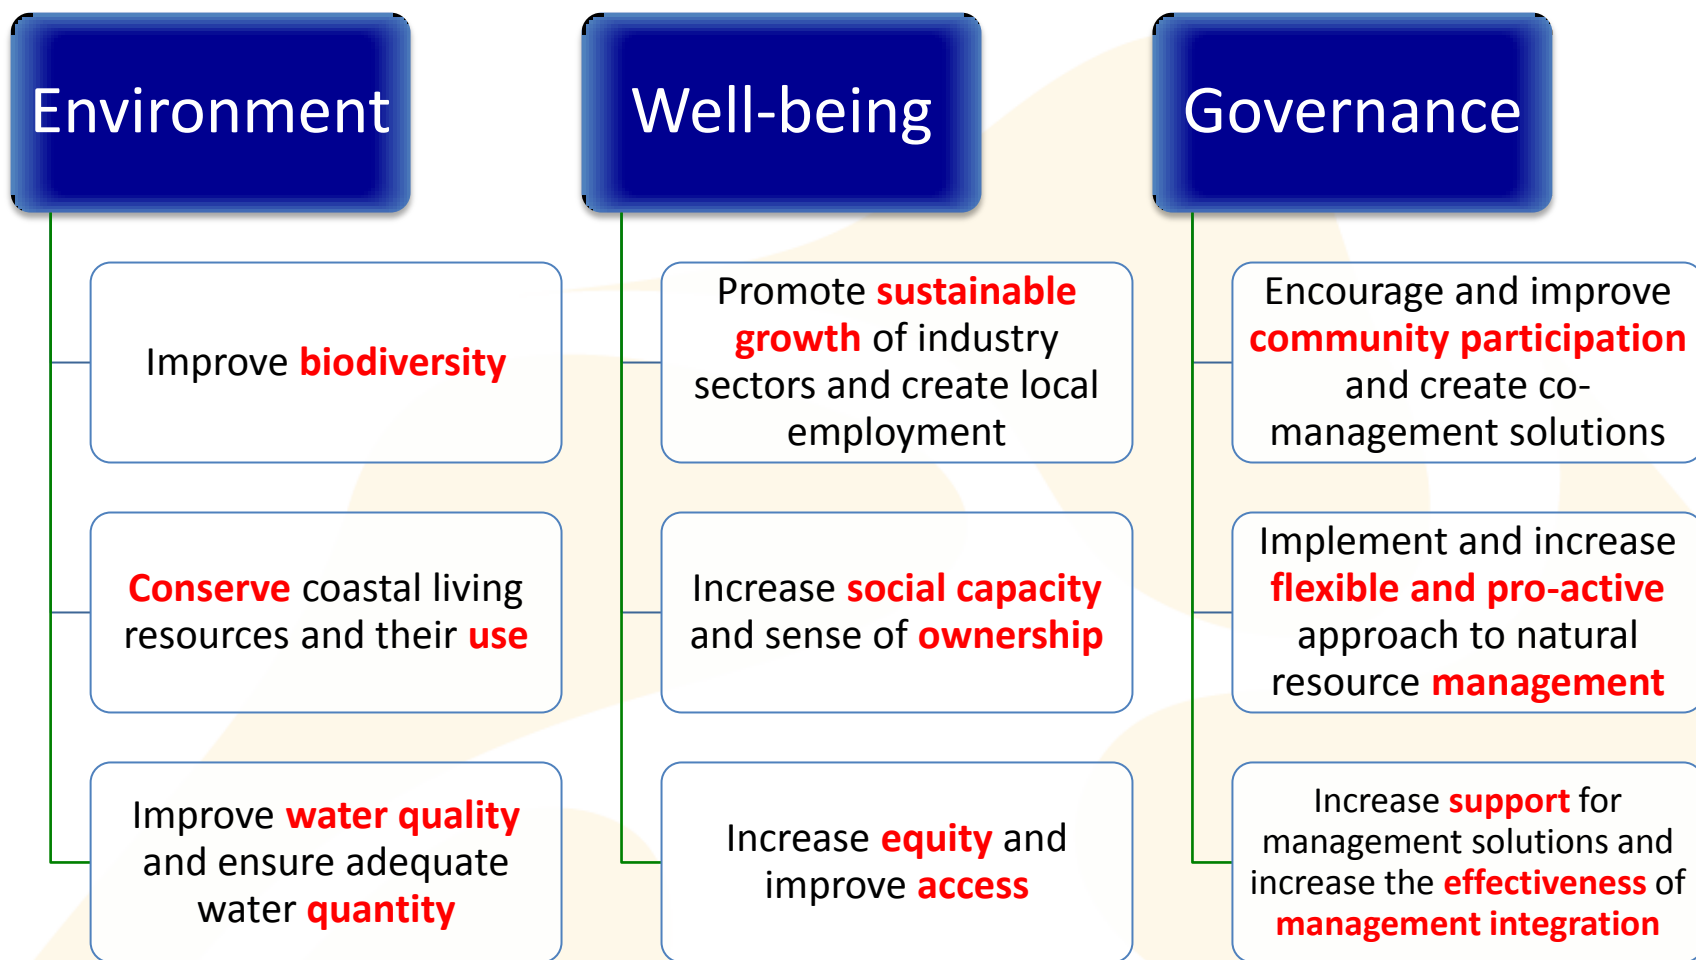 Environment
Improve biodiversity
Conserve coastal living
resources and their use
Improve water quality
and ensure adequate
water quantity
Well-being
Promote sustainable
growth of industry
sectors and create local
employment
Increase social capacity
and sense of ownership
Increase equity and
improve access
Governance
Encourage and improve
community participation
and create co-
management solutions
Implement and increase
flexible and pro-active
approach to natural
resource management
Increase support for
management solutions and
increase the effectiveness of
management integration